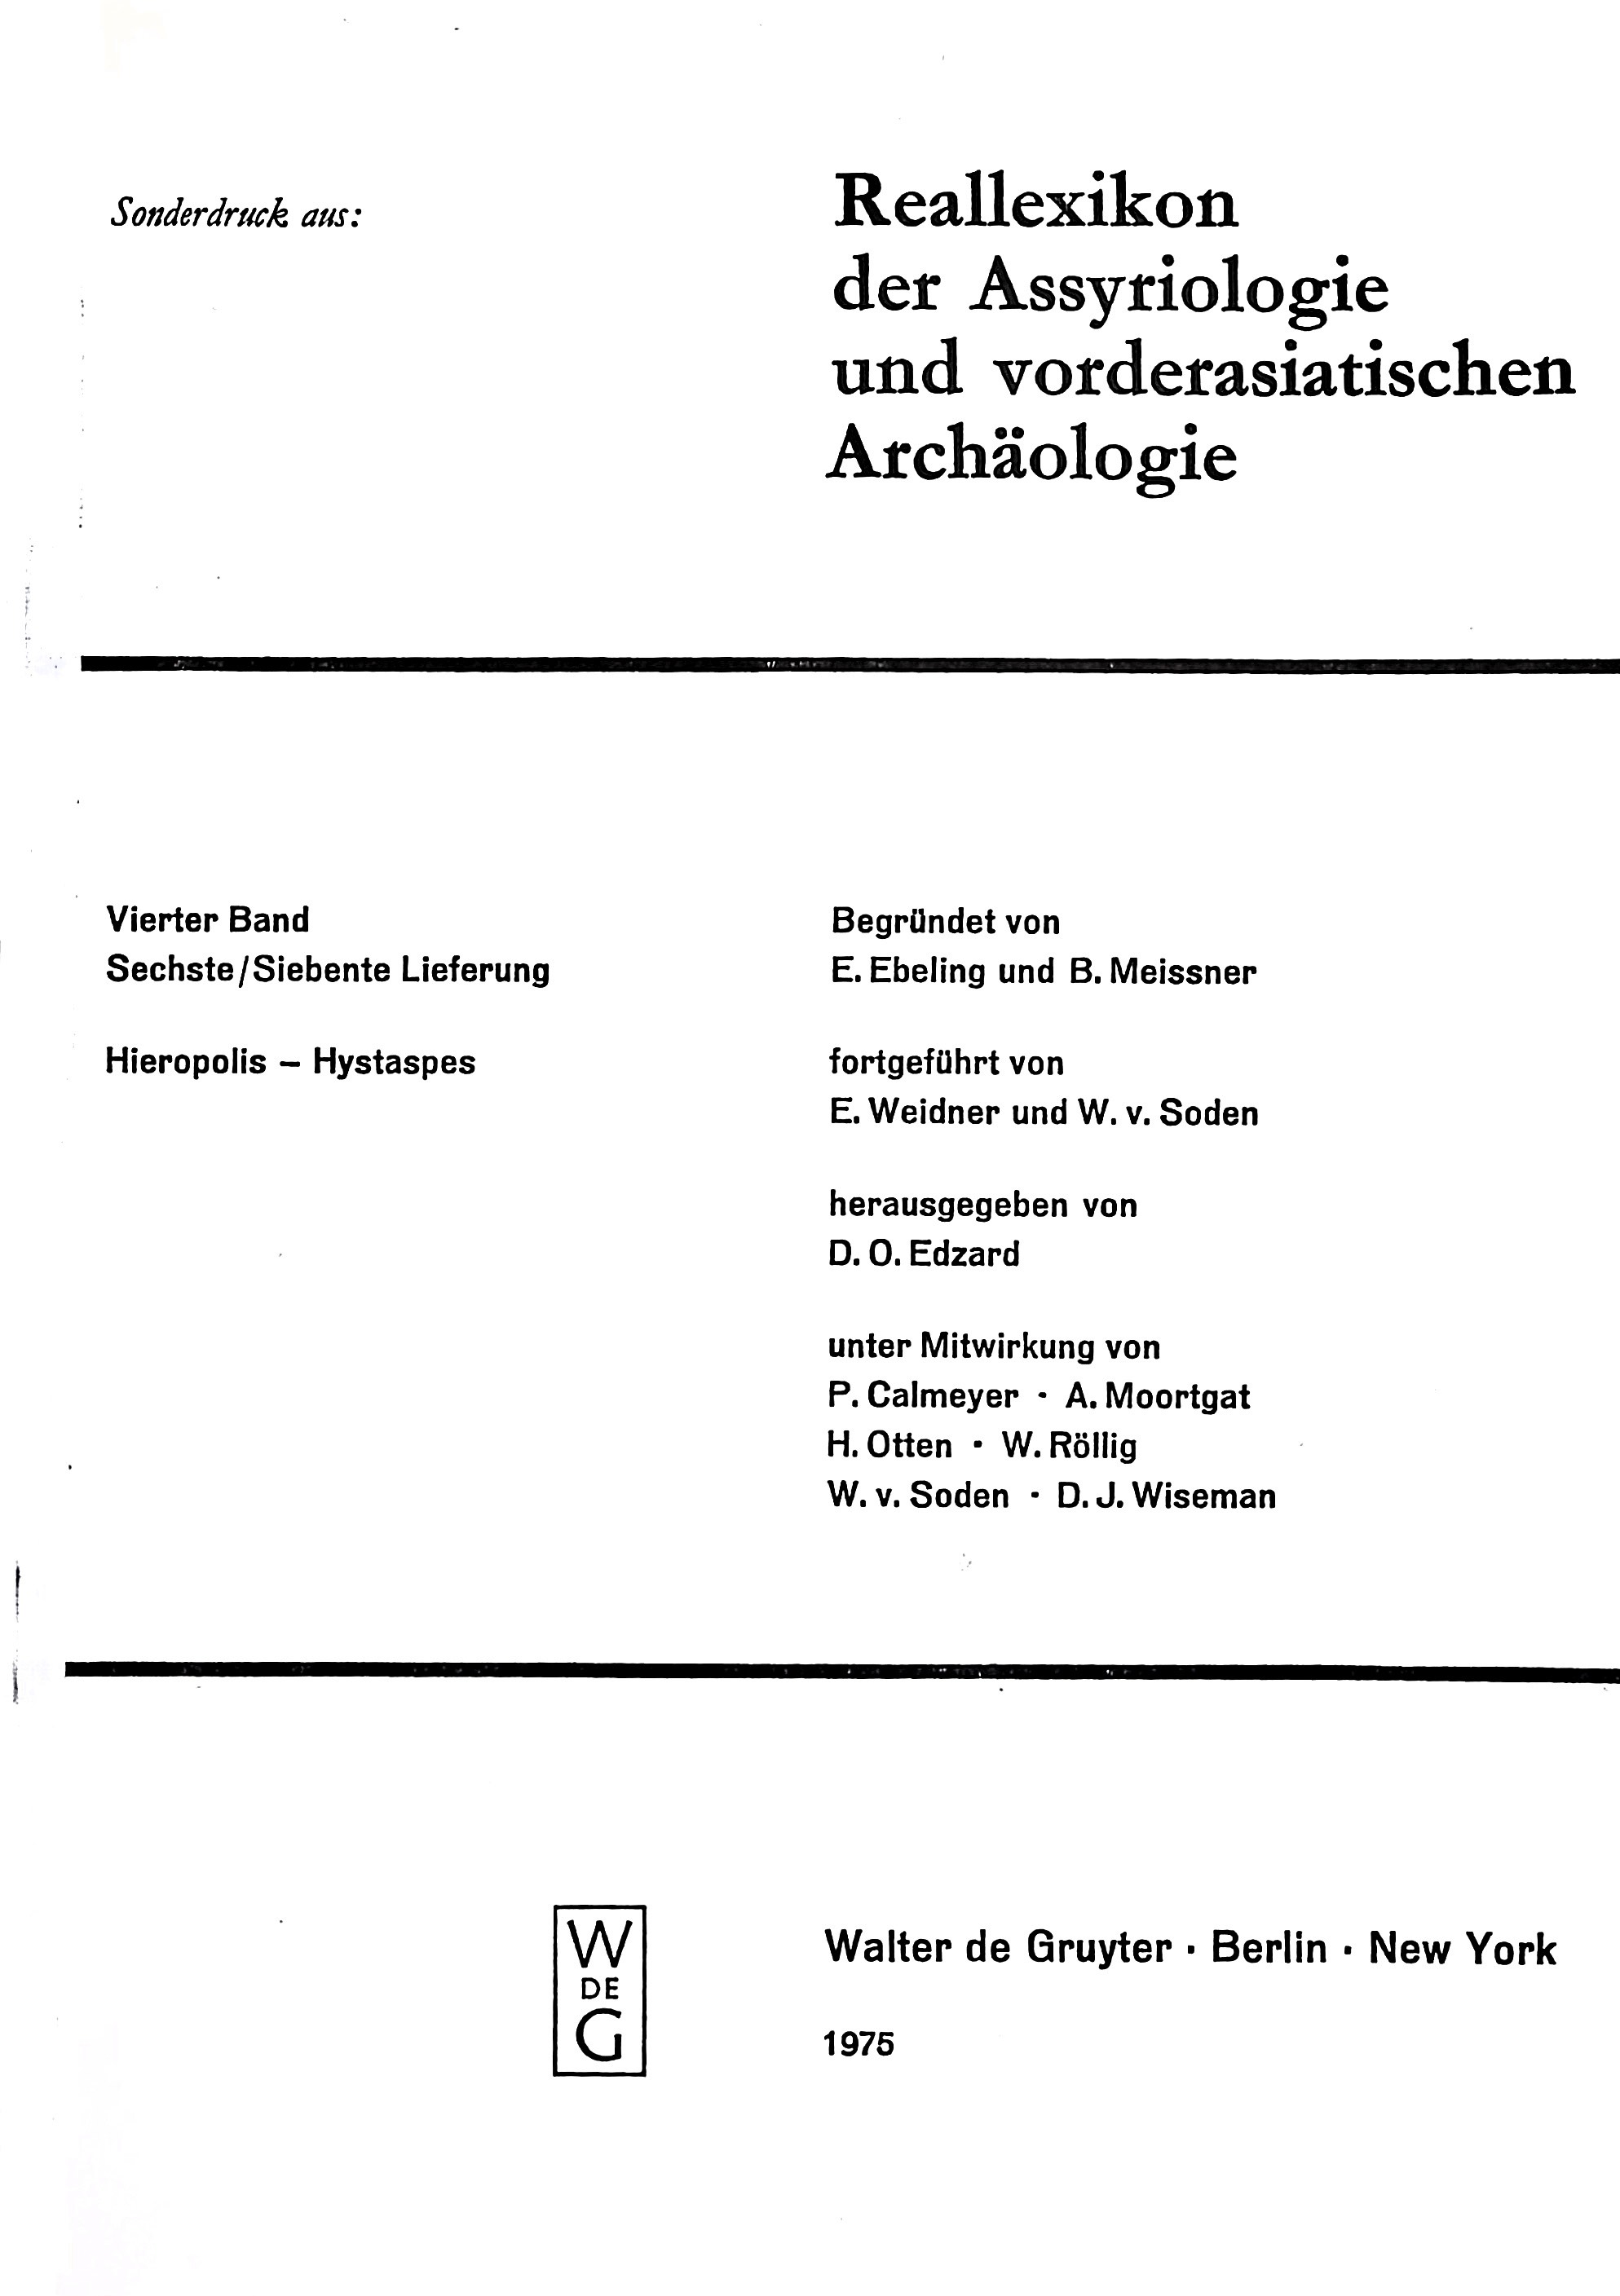 Sonderdruck aus:
Reallexikon
der Assyriologie
und vorderasiatischen
Archäologie
Vierter Band
Sechste/Siebente Lieferung
Hieropolis – Hystaspes
Begründet von
E. Ebeling und B. Meissner
fortgeführt von
E. Weidner und W. v. Soden
herausgegeben von
D. O. Edzard
unter Mitwirkung von
P. Calmeyer · A. Moortgat
H. Otten · W. Röllig
W. v. Soden · D. J. Wiseman
W
DE
G
Walter de Gruyter · Berlin · New York
1975